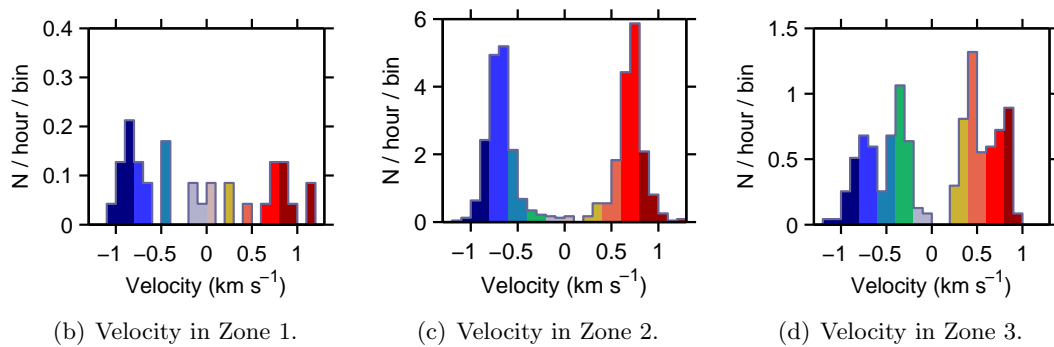 0.4
0.3
0.2
0.1
0
N / hour / bin
−1 −0.5 0 0.5 1
Velocity (km s−1)
(b) Velocity in Zone 1.
6
4
2
0
N / hour / bin
−1 −0.5 0 0.5 1
Velocity (km s−1)
(c) Velocity in Zone 2.
1.5
1
0.5
0
N / hour / bin
−1 −0.5 0 0.5 1
Velocity (km s−1)
(d) Velocity in Zone 3.